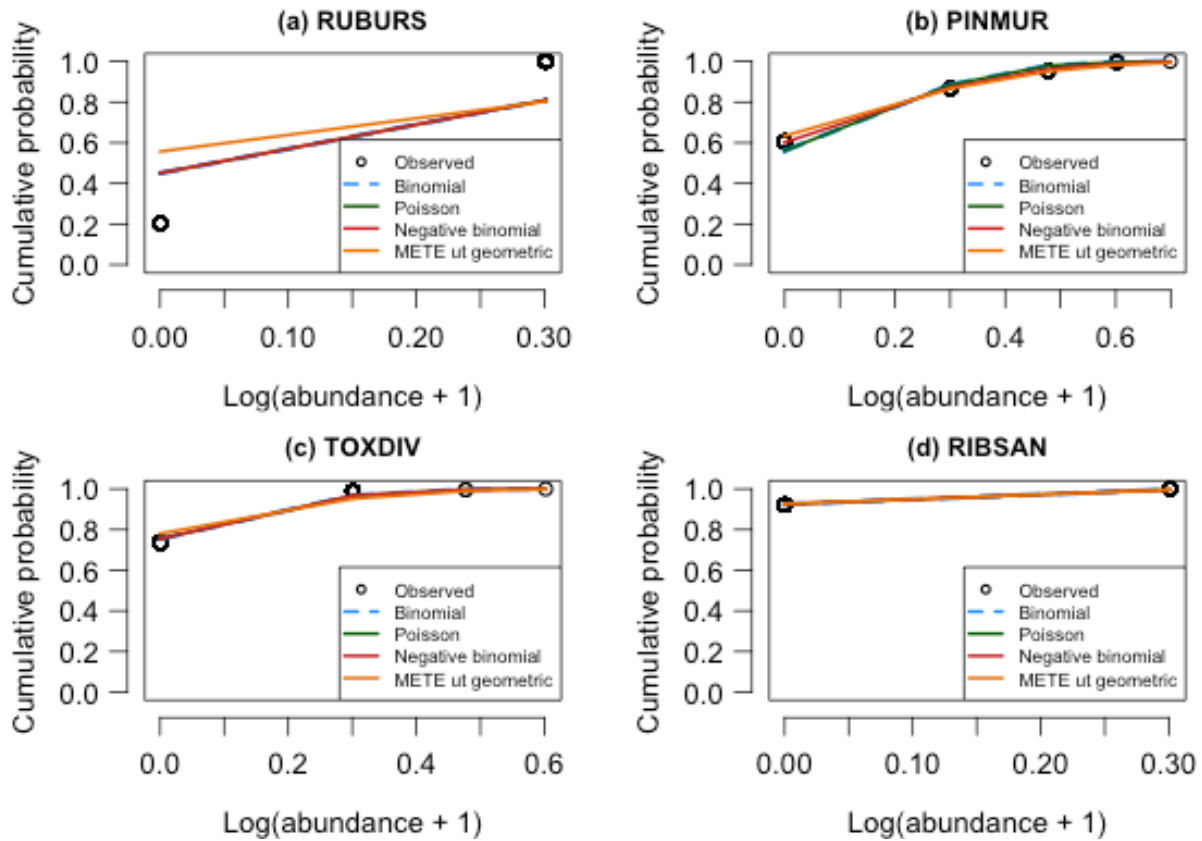 (a) RUBURS
Cumulative probability
1.0
0.8
0.6
0.4
0.2
0.0
Observed
Binomial
Poisson
Negative binomial
METE ut geometric
0.00 0.10 0.20 0.30
Log(abundance + 1)
(b) PINMUR
Cumulative probability
1.0
0.8
0.6
0.4
0.2
0.0
Observed
Binomial
Poisson
Negative binomial
METE ut geometric
0.0 0.2 0.4 0.6
Log(abundance + 1)
(c) TOXDIV
Cumulative probability
1.0
0.8
0.6
0.4
0.2
0.0
Observed
Binomial
Poisson
Negative binomial
METE ut geometric
0.0 0.2 0.4 0.6
Log(abundance + 1)
(d) RIBSAN
Cumulative probability
1.0
0.8
0.6
0.4
0.2
0.0
Observed
Binomial
Poisson
Negative binomial
METE ut geometric
0.00 0.10 0.20 0.30
Log(abundance + 1)